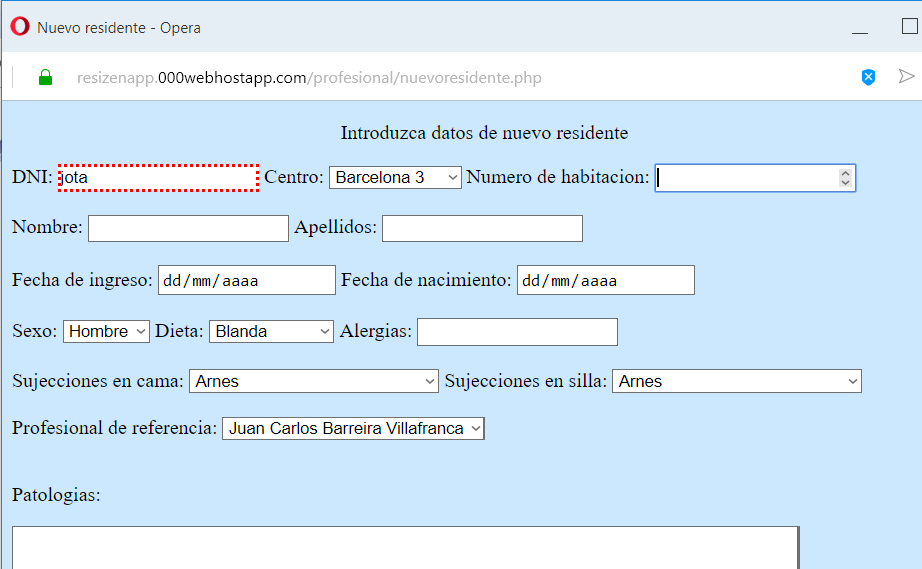 Nuevo residente - Opera
resizenapp.000webhostapp.com/profesional/nuevoresidente.php
Introduzca datos de nuevo residente
DNI: jota Centro: Barcelona 3 Numero de habitacion:
Nombre: Apellidos:
Fecha de ingreso: dd/mm/aaaa Fecha de nacimiento: dd/mm/aaaa
Sexo: Hombre Dieta: Blanda Alergias:
Sujecciones en cama: Arnes Sujecciones en silla: Arnes
Profesional de referencia: Juan Carlos Barreira Villafranca
Patologias: